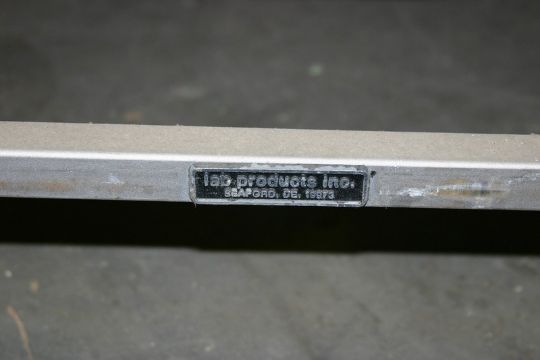 lab products inc.
SEAFORD, DE. 19973